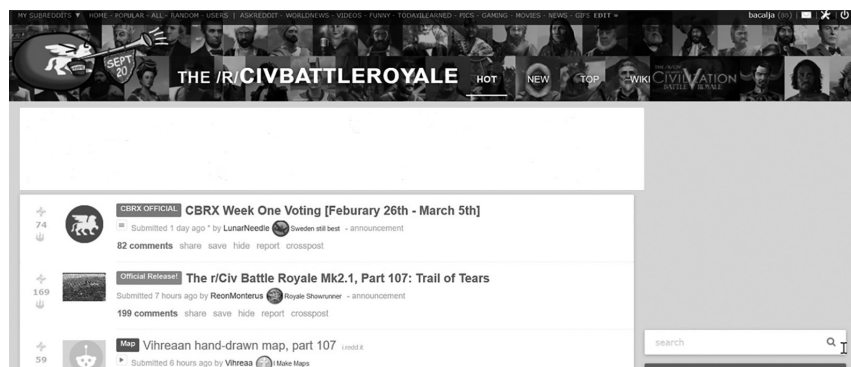 MY SUBREDDITS ▼ HOME - POPULAR - ALL - RANDOM - USERS | ASKREDDIT - WORLDNEWS - VIDEOS - FUNNY - TODAYILEARNED - PICS - GAMING - MOVIES - NEWS - GIFS EDIT » bacalja | |
SEPT 20
THE /R/CIVBATTLEROYALE HOT NEW TOP WIKI
CIVILIZATION
BATTLE ROYALE
CBRX OFFICIAL CBRX Week One Voting [Feburary 26th - March 5th]
74 Submitted 1 day ago * by LunarNeedle Sweden still best - announcement
82 comments share save hide report crosspost
Official Release! The r/Civ Battle Royale Mk2.1, Part 107: Trail of Tears
169 Submitted 7 hours ago by ReonMonterus Royale Showrunner - announcement
199 comments share save hide report crosspost
Map Vihreaan hand-drawn map, part 107 i.redd.it
59 Submitted 6 hours ago by Vihreaa I Make Maps
search